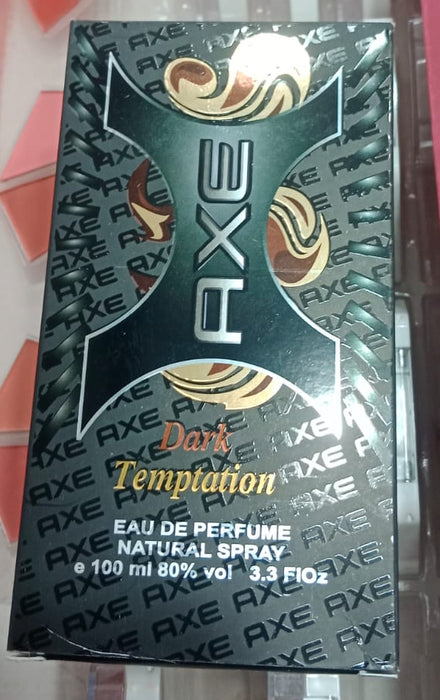 AXE
Dark
Temptation
EAU DE PERFUME
NATURAL SPRAY
e 100 ml 80% vol 3.3 FlOz